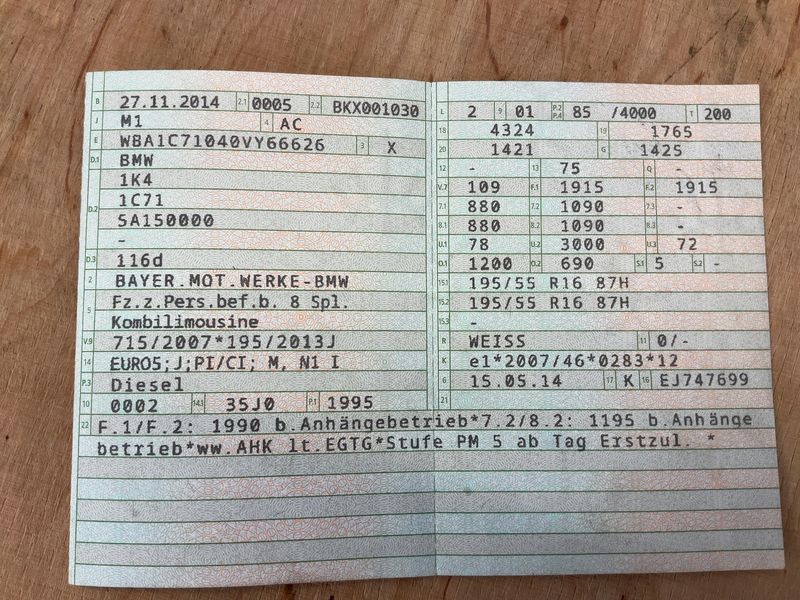 B 27.11.2014 2.1 0005 2.2 BKX001030
J M1 4 AC
E WBA1C71040VY66626 3 X
D.1 BMW
1K4
D.2 1C71
5A150000
-
D.3 116d
2 BAYER.MOT.WERKE-BMW
5 Fz.z.Pers.bef.b. 8 Spl.
Kombilimousine
V.9 715/2007*195/2013J
14 EURO5;J;PI/CI; M, N1 I
P.3 Diesel
10 0002 14.1 35J0 P.1 1995
L 2 9 01 P.2 P.4 85 /4000 T 200
18 4324 19 1765
20 1421 G 1425
12 - 13 75 Q -
V.7 109 F.1 1915 F.2 1915
7.1 880 7.2 1090 7.3 -
8.1 880 8.2 1090 8.3 -
U.1 78 U.2 3000 U.3 72
O.1 1200 O.2 690 S.1 5 S.2 -
15.1 195/55 R16 87H
15.2 195/55 R16 87H
15.3 -
R WEISS 11 0/-
K e1*2007/46*0283*12
6 15.05.14 17 K 16 EJ747699
21
22 F.1/F.2: 1990 b.Anhängebetrieb*7.2/8.2: 1195 b.Anhänge
betrieb*ww.AHK lt.EGTG*Stufe PM 5 ab Tag Erstzul. *